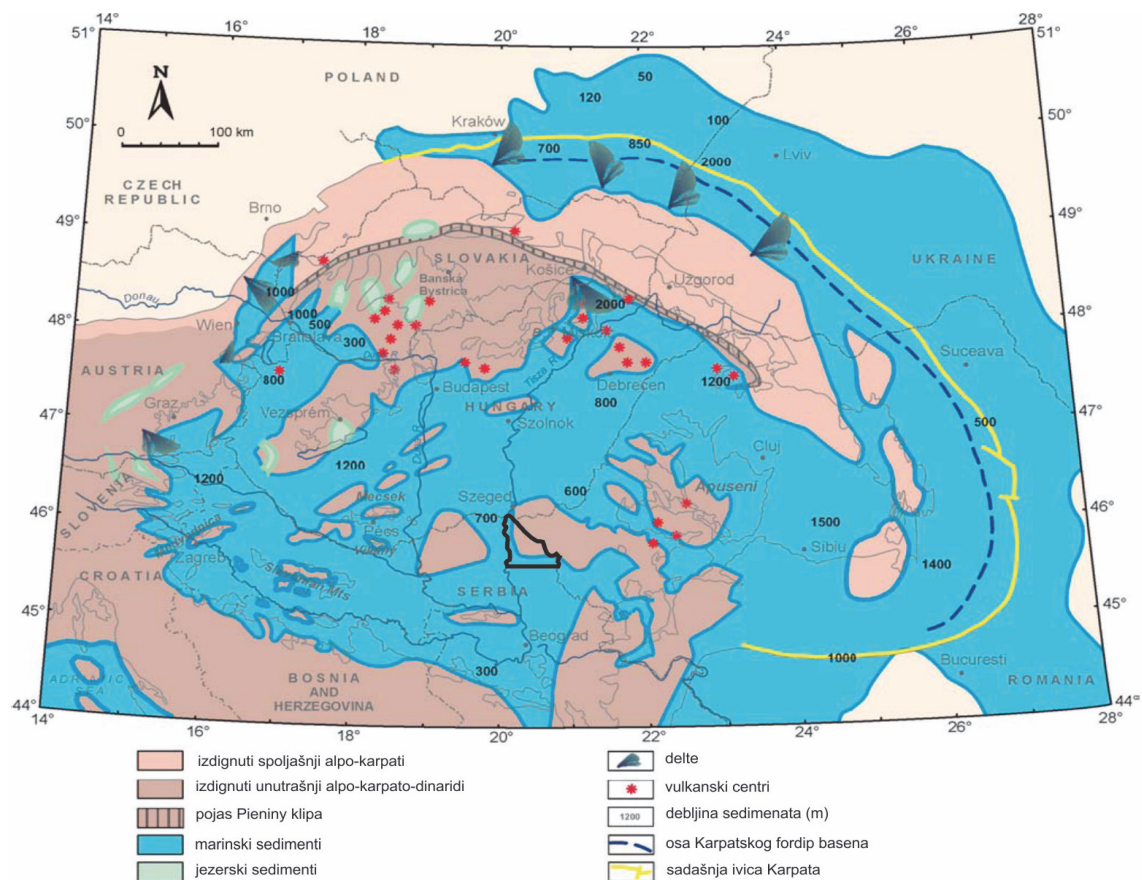 14°
16°
18°
20°
22°
24°
26°
28°
51°
51°
POLAND
N
50
120
100
0 100 km
50°
50°
Kraków
700
850
2000
Lviv
CZECH
REPUBLIC
Brno
49°
49°
SLOVAKIA
Košice
Banska
Bystrica
Užgorod
UKRAINE
Donau
1000
1000
500
2000
48°
48°
Wien
Bratislava
300
Suceava
AUSTRIA
800
Budapest
Tisza R.
Debrecen
1200
47°
47°
Graz
Vezsprém
HUNGARY
800
Szolnok
500
Cluj
1200
1200
SLOVENIA
Mecsek
Szeged
600
Apuseni
46°
46°
Pécs
700
1500
Villány
Zagreb
Sibiu
1400
CROATIA
SERBIA
45°
45°
Beograd
300
1000
Bucuresti
ADRIATIC
SEA
BOSNIA
AND
HERZEGOVINA
ROMANIA
44°
44°
14°
16°
18°
20°
22°
24°
26°
28°
izdignuti spoljašnji alpo-karpati
delte
izdignuti unutrašnji alpo-karpato-dinaridi
vulkanski centri
pojas Pieniny klipa
1200
debljina sedimenata (m)
marinski sedimenti
osa Karpatskog fordip basena
jezerski sedimenti
sadašnja ivica Karpata